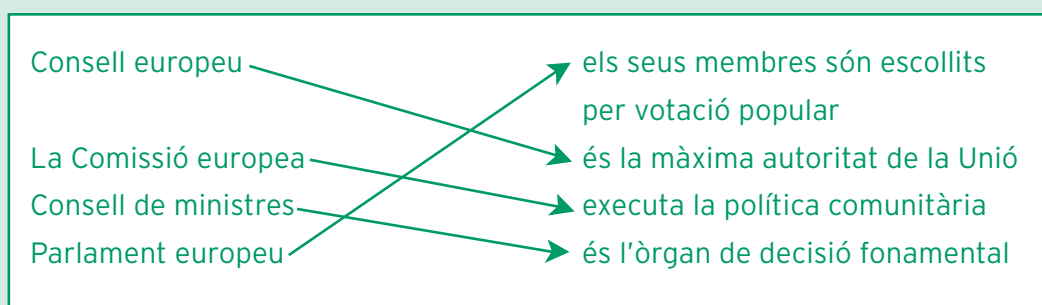 Consell europeu
els seus membres són escollits
per votació popular
La Comissió europea
és la màxima autoritat de la Unió
Consell de ministres
executa la política comunitària
Parlament europeu
és l’òrgan de decisió fonamental